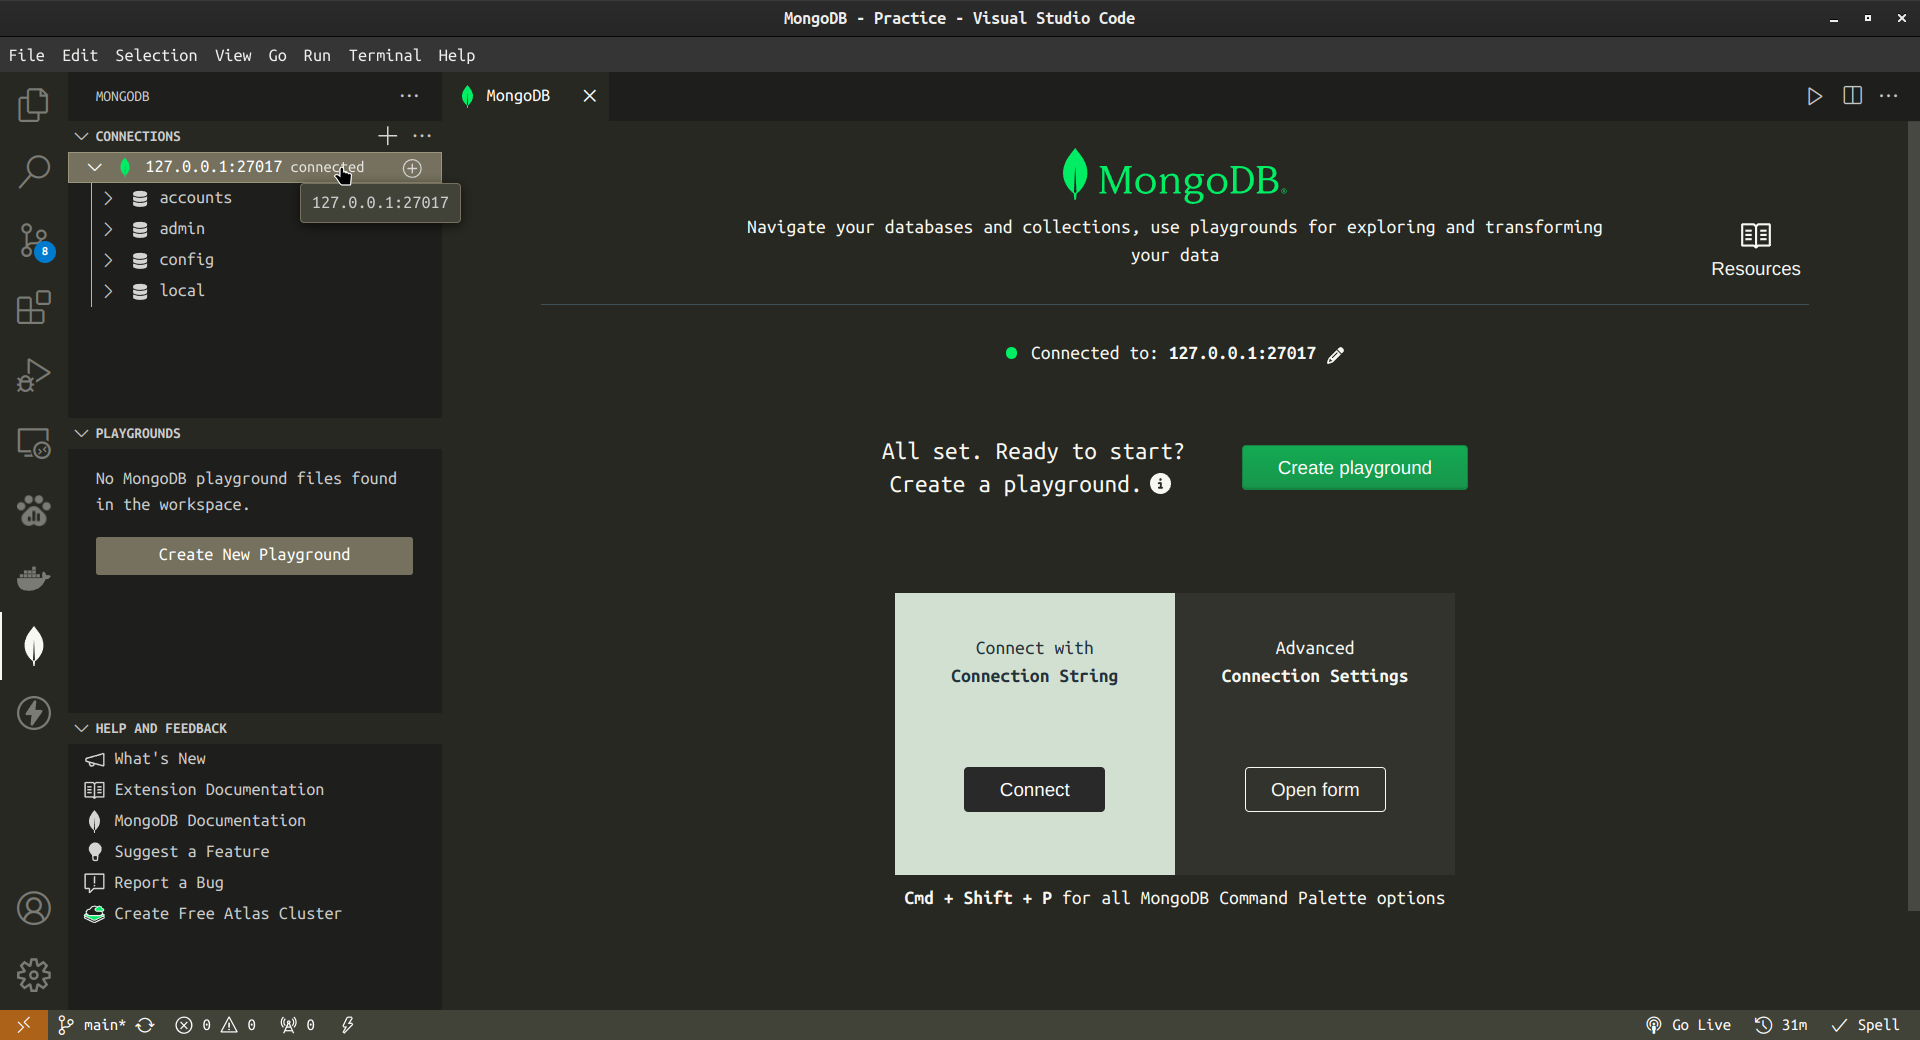 MongoDB - Practice - Visual Studio Code
File Edit Selection View Go Run Terminal Help
MONGODB
MongoDB
CONNECTIONS
127.0.0.1:27017 connected
127.0.0.1:27017
accounts
admin
config
local
PLAYGROUNDS
No MongoDB playground files found
in the workspace.
Create New Playground
HELP AND FEEDBACK
What's New
Extension Documentation
MongoDB Documentation
Suggest a Feature
Report a Bug
Create Free Atlas Cluster
8
MongoDB.
Navigate your databases and collections, use playgrounds for exploring and transforming
your data
Resources
Connected to: 127.0.0.1:27017
All set. Ready to start?
Create a playground.
Create playground
Connect with
Connection String
Connect
Advanced
Connection Settings
Open form
Cmd + Shift + P for all MongoDB Command Palette options
main* 0 0 0 Go Live 31m Spell